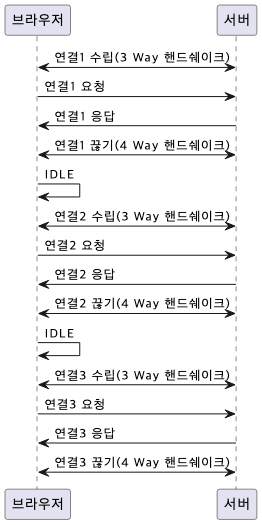 브라우저 서버
연결1 수립(3 Way 핸드쉐이크)
연결1 요청
연결1 응답
연결1 끊기(4 Way 핸드쉐이크)
IDLE
연결2 수립(3 Way 핸드쉐이크)
연결2 요청
연결2 응답
연결2 끊기(4 Way 핸드쉐이크)
IDLE
연결3 수립(3 Way 핸드쉐이크)
연결3 요청
연결3 응답
연결3 끊기(4 Way 핸드쉐이크)
브라우저 서버